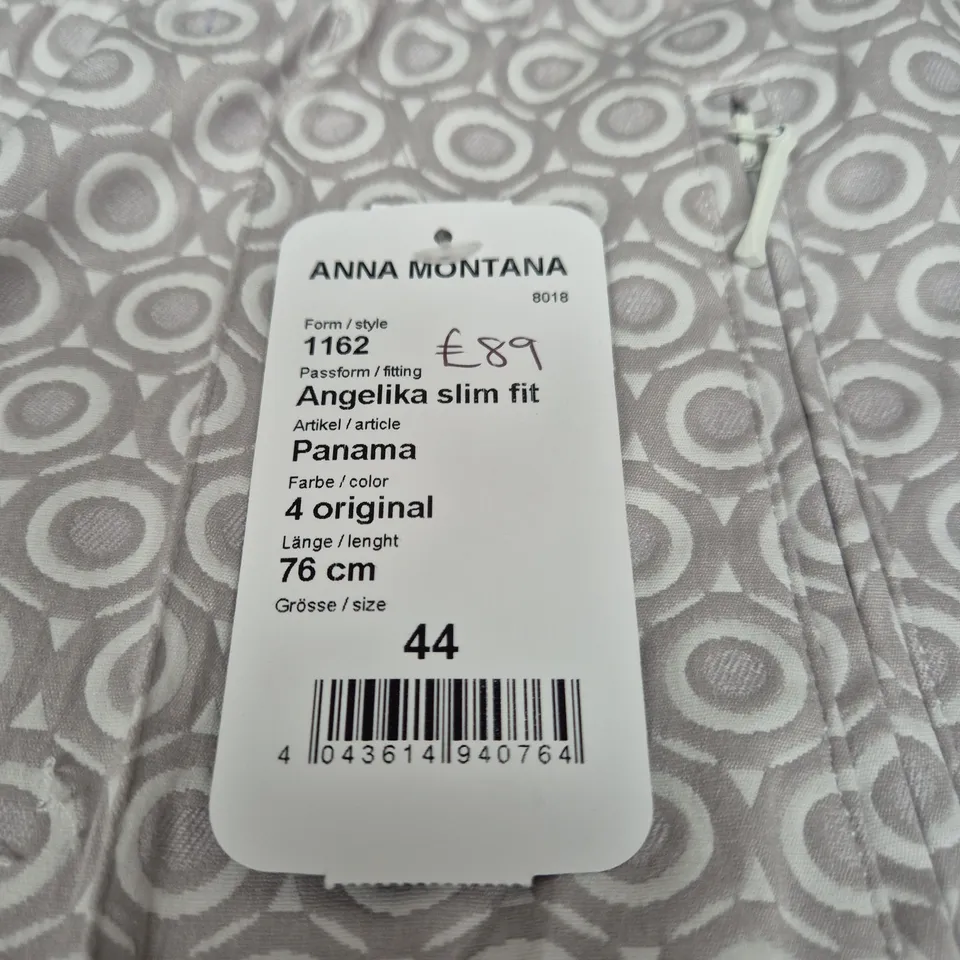 ANNA MONTANA
8018
Form / style
1162
£89
Passform / fitting
Angelika slim fit
Artikel / article
Panama
Farbe / color
4 original
Länge / lenght
76 cm
Grösse / size
44
4 043614 940764